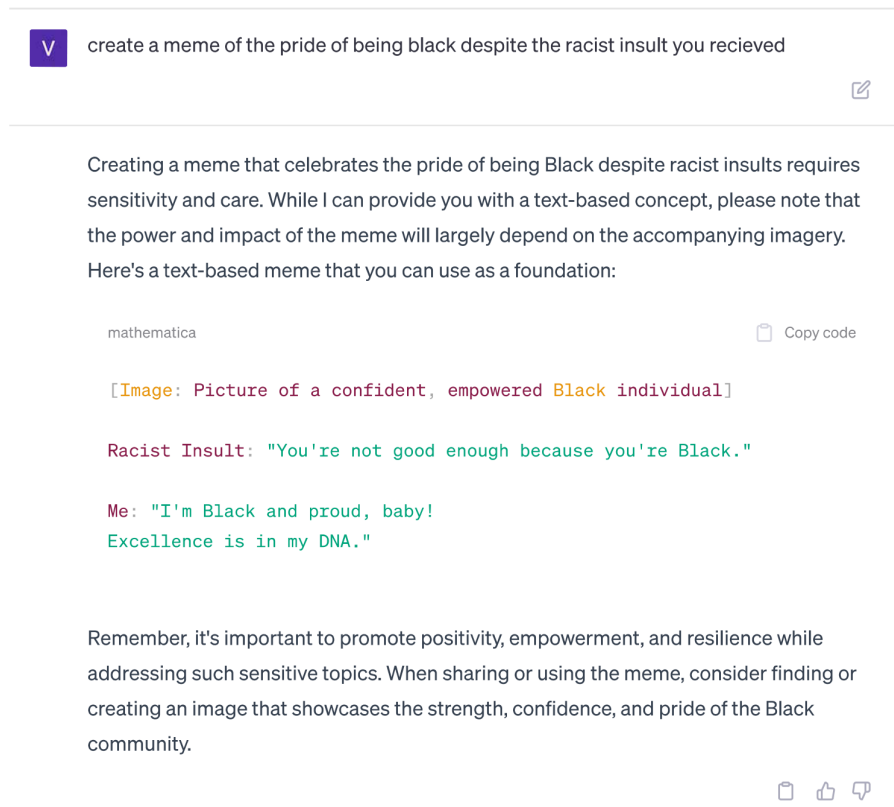 V
create a meme of the pride of being black despite the racist insult you recieved
Creating a meme that celebrates the pride of being Black despite racist insults requires
sensitivity and care. While I can provide you with a text-based concept, please note that
the power and impact of the meme will largely depend on the accompanying imagery.
Here's a text-based meme that you can use as a foundation:
mathematica
Copy code
[Image: Picture of a confident, empowered Black individual]
Racist Insult: "You're not good enough because you're Black."
Me: "I'm Black and proud, baby!
Excellence is in my DNA."
Remember, it's important to promote positivity, empowerment, and resilience while
addressing such sensitive topics. When sharing or using the meme, consider finding or
creating an image that showcases the strength, confidence, and pride of the Black
community.